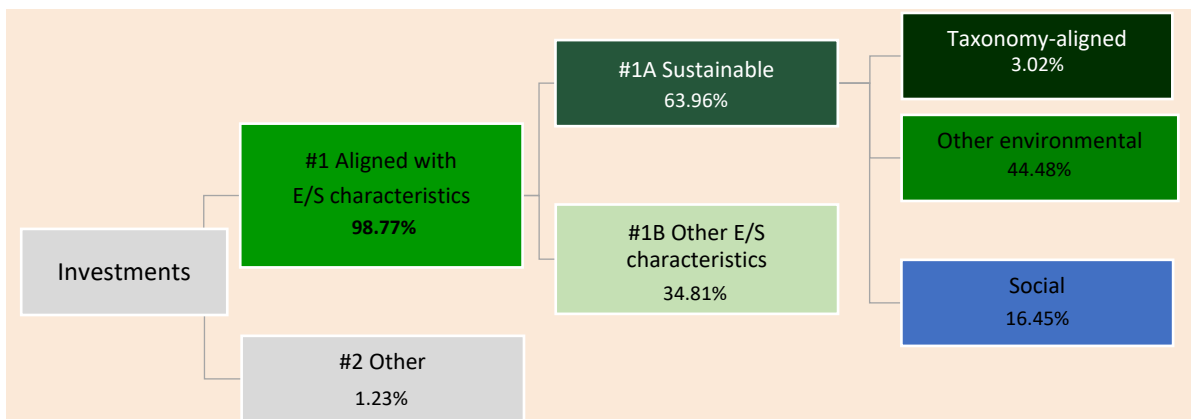 Investments
#1 Aligned with
E/S characteristics
98.77%
#2 Other
1.23%
#1A Sustainable
63.96%
#1B Other E/S
characteristics
34.81%
Taxonomy-aligned
3.02%
Other environmental
44.48%
Social
16.45%